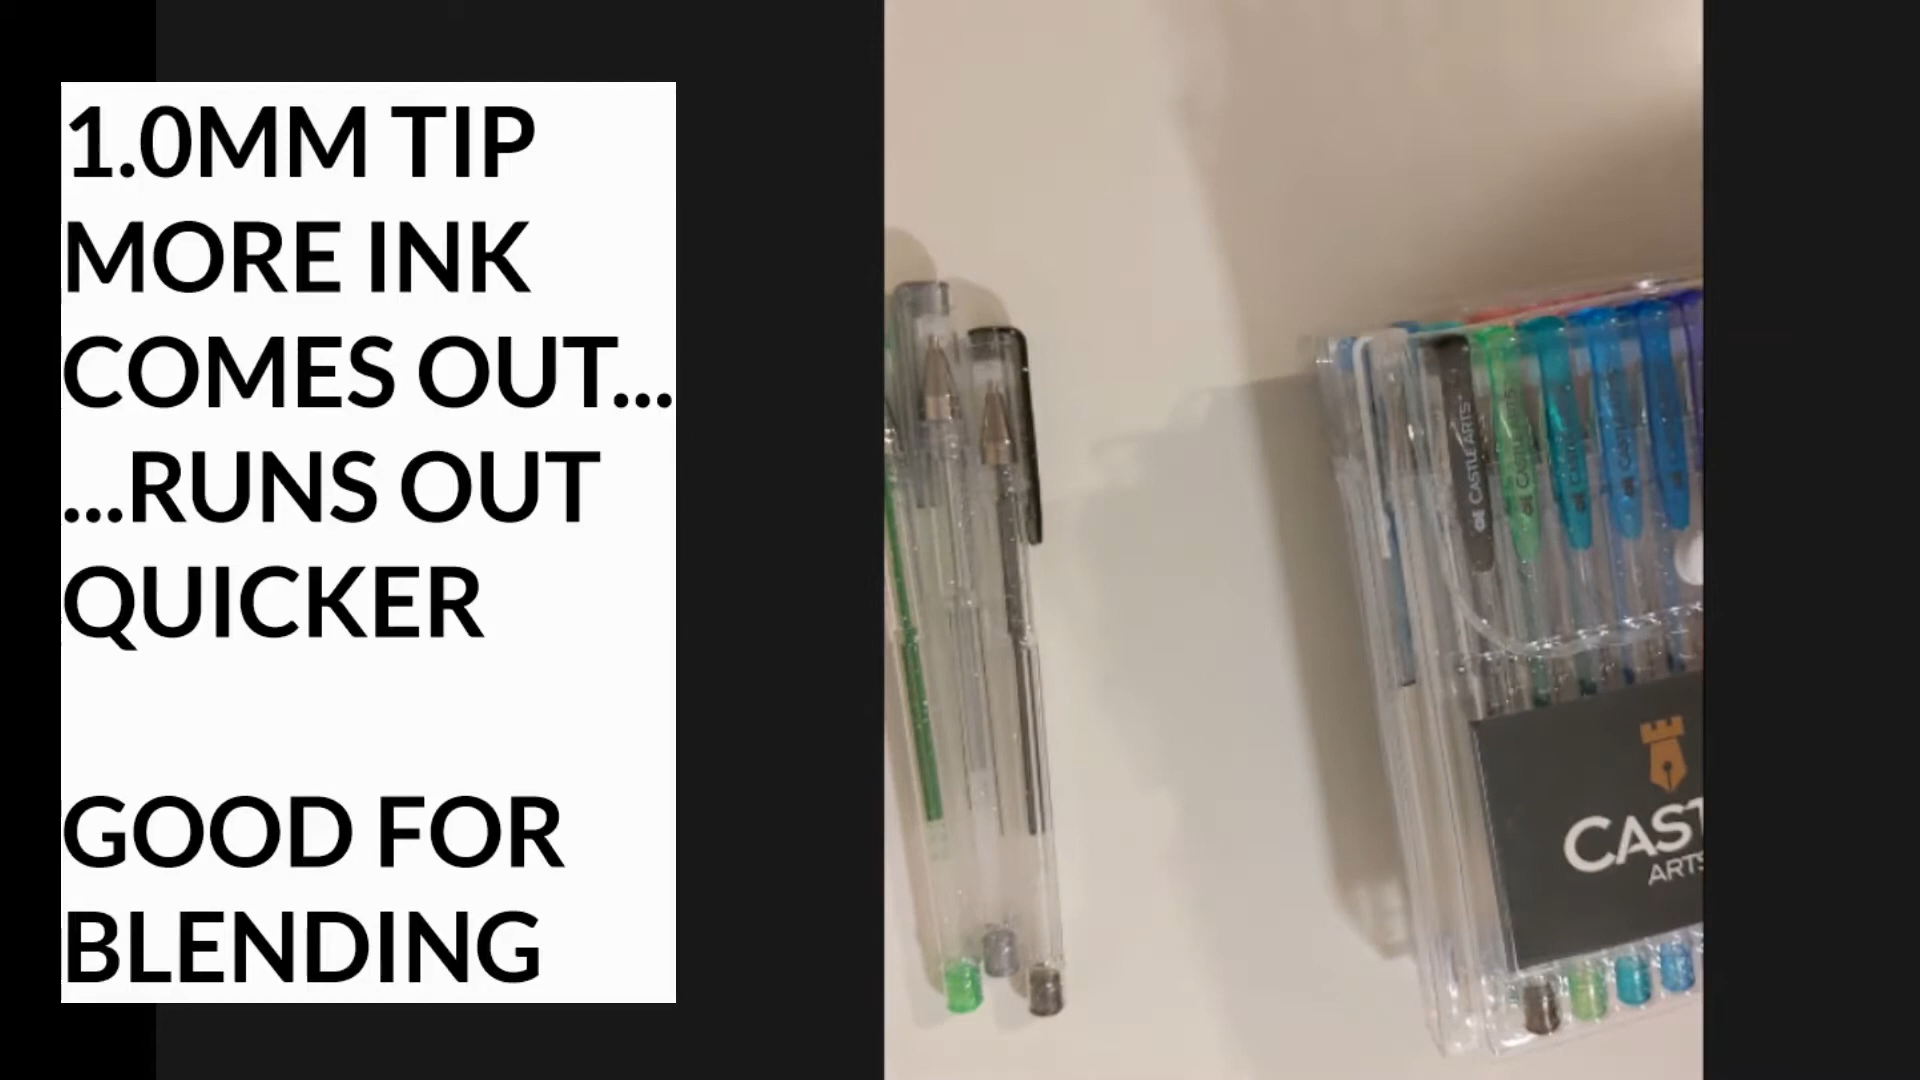 1.0MM TIP
MORE INK
COMES OUT...
...RUNS OUT
QUICKER
GOOD FOR
BLENDING
CASTLE ARTS
CASTLE ARTS
CAST
ARTS